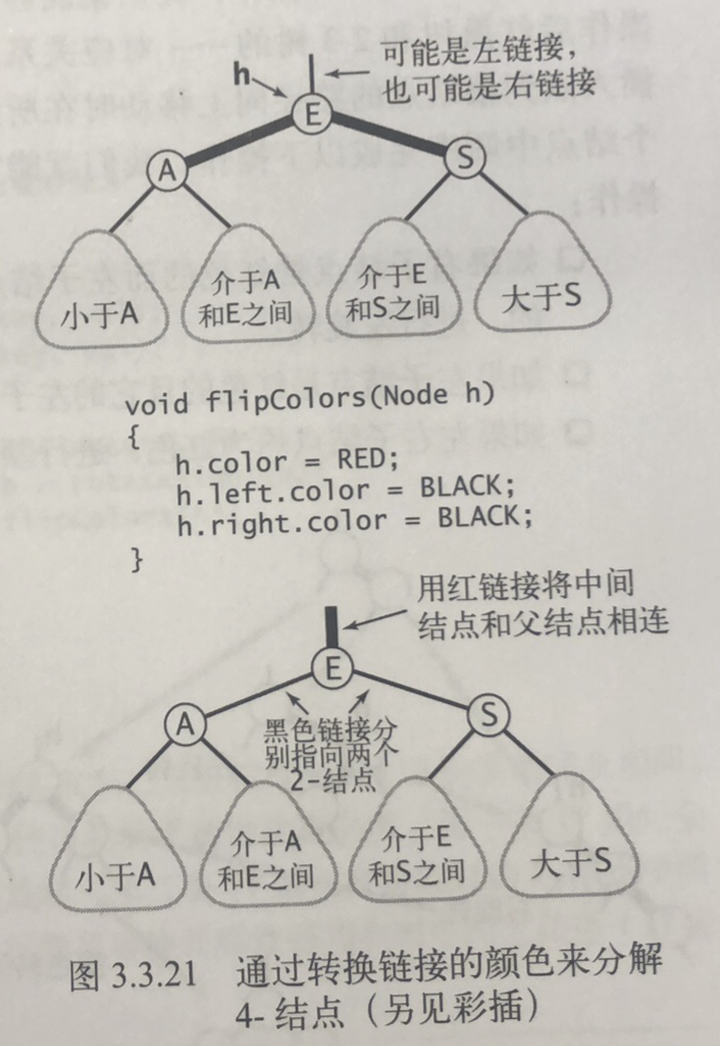 可能是左链接，
也可能是右链接
h
E
A
S
小于A
介于A
和E之间
介于E
和S之间
大于S
void flipColors(Node h)
{
h.color = RED;
h.left.color = BLACK;
h.right.color = BLACK;
}
用红链接将中间
结点和父结点相连
E
A
S
黑色链接分
别指向两个
2-结点
小于A
介于A
和E之间
介于E
和S之间
大于S
图 3.3.21 通过转换链接的颜色来分解
4- 结点（另见彩插）